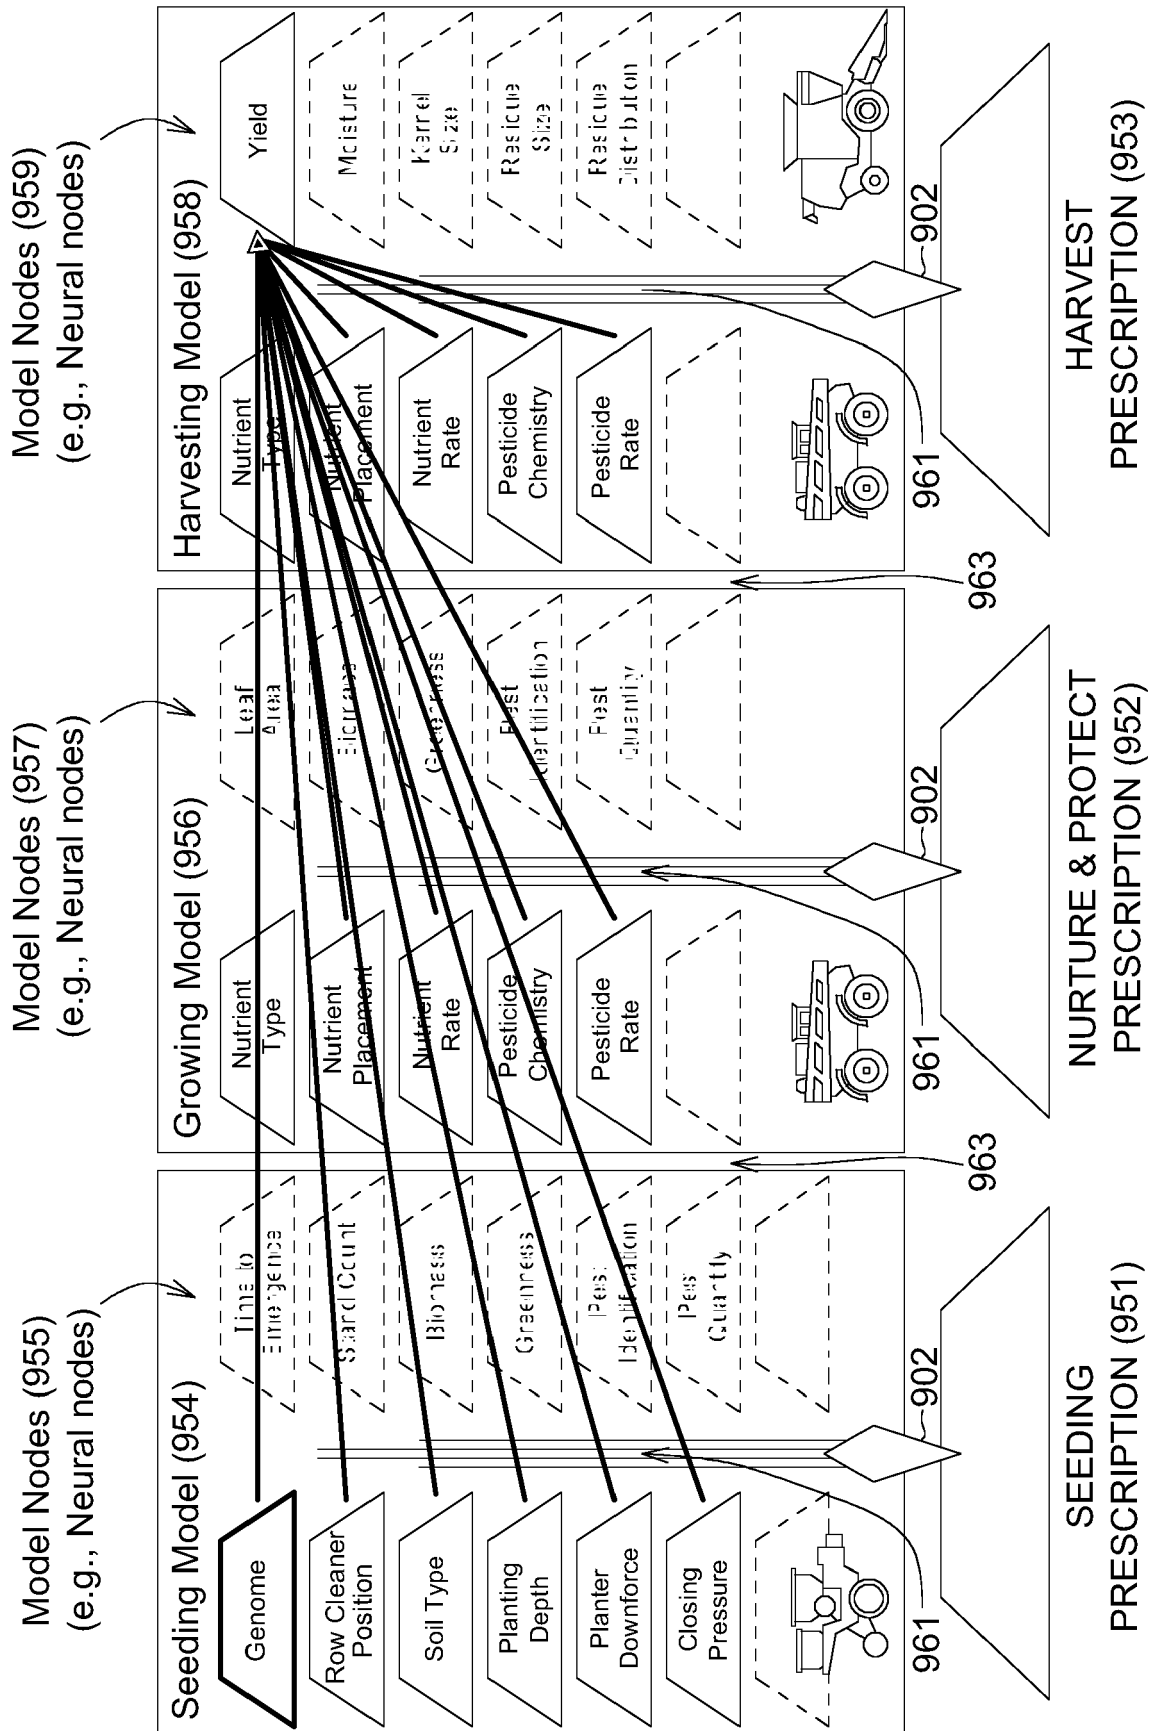 Model Nodes (955)
(e.g., Neural nodes)
Model Nodes (957)
(e.g., Neural nodes)
Model Nodes (959)
(e.g., Neural nodes)
Seeding Model (954)
Genome
Row Cleaner
Position
Soil Type
Planting
Depth
Planter
Downforce
Closing
Pressure
Time to
Emergence
Stand Count
Biomass
Greenness
Pest
Identification
Pest
Quantity
961
902
963
SEEDING
PRESCRIPTION (951)
Growing Model (956)
Nutrient
Type
Nutrient
Placement
Nutrient
Rate
Pesticide
Chemistry
Pesticide
Rate
Leaf
Area
Biomass
Greenness
Pest
Identification
Pest
Quantity
961
902
963
NURTURE & PROTECT
PRESCRIPTION (952)
Harvesting Model (958)
Nutrient
Type
Nutrient
Placement
Nutrient
Rate
Pesticide
Chemistry
Pesticide
Rate
Yield
Moisture
Kernel
Size
Residue
Size
Residue
Distribution
961
902
HARVEST
PRESCRIPTION (953)